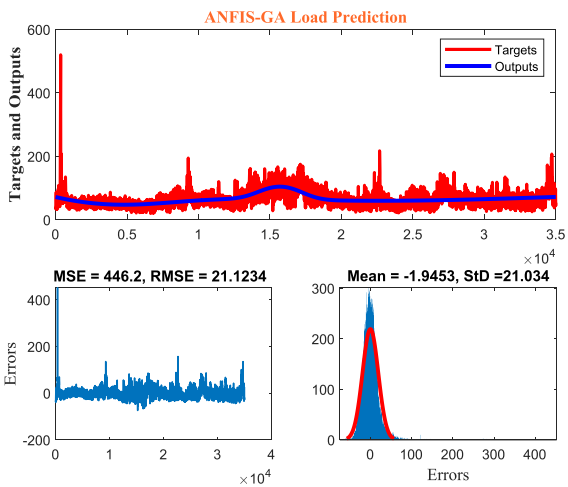 ANFIS-GA Load Prediction
Targets and Outputs
600
400
200
0
Targets
Outputs
0 0.5 1 1.5 2 2.5 3 3.5
×10^4
MSE = 446.2, RMSE = 21.1234
Errors
400
200
0
-200
0 1 2 3 4
×10^4
Mean = -1.9453, StD =21.034
300
200
100
0
0 200 400
Errors